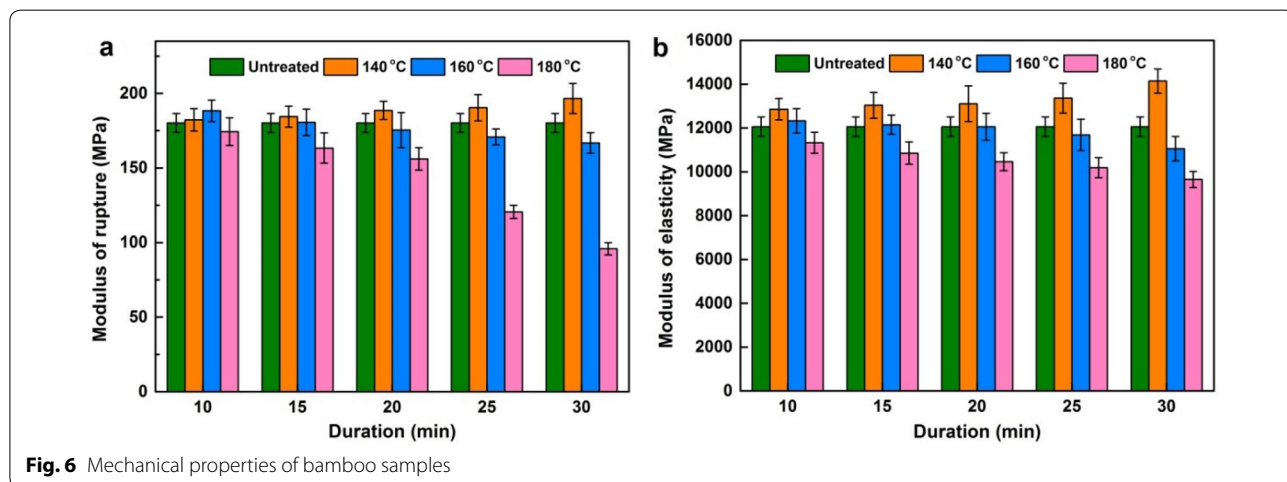 a
Untreated 140 °C 160 °C 180 °C
200
150
100
50
0
Modulus of rupture (MPa)
10 15 20 25 30
Duration (min)
b
Untreated 140 °C 160 °C 180 °C
16000
14000
12000
10000
8000
6000
4000
2000
0
Modulus of elasticity (MPa)
10 15 20 25 30
Duration (min)
Fig. 6 Mechanical properties of bamboo samples